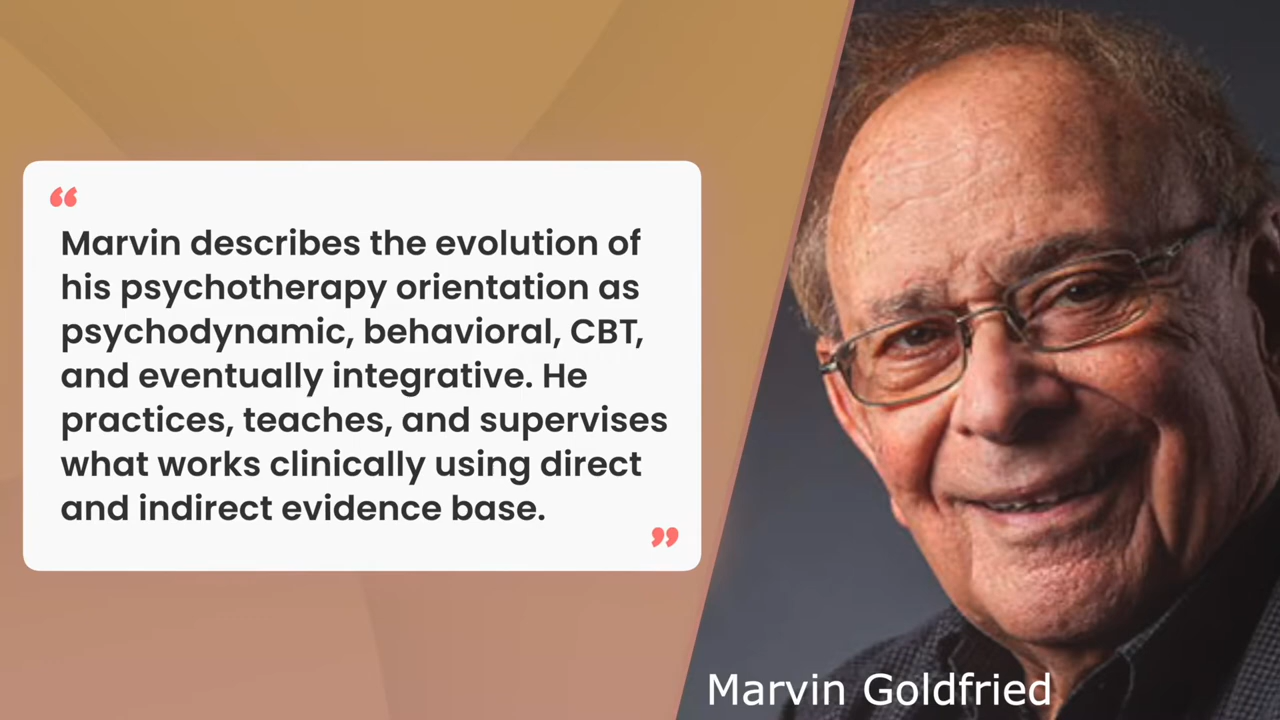 “
Marvin describes the evolution of
his psychotherapy orientation as
psychodynamic, behavioral, CBT,
and eventually integrative. He
practices, teaches, and supervises
what works clinically using direct
and indirect evidence base.
”
Marvin Goldfried